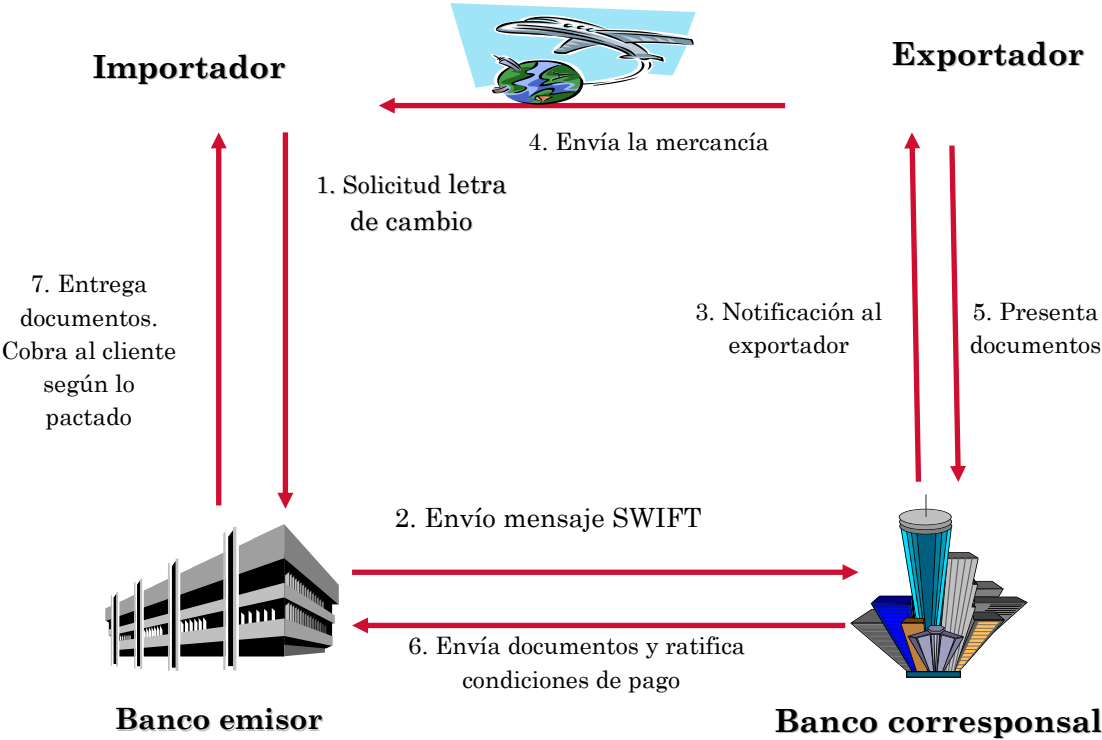 Importador
Exportador
4. Envía la mercancía
1. Solicitud letra
de cambio
7. Entrega
documentos.
Cobra al cliente
según lo
pactado
3. Notificación al
exportador
5. Presenta
documentos
2. Envío mensaje SWIFT
6. Envía documentos y ratifica
condiciones de pago
Banco emisor
Banco corresponsal